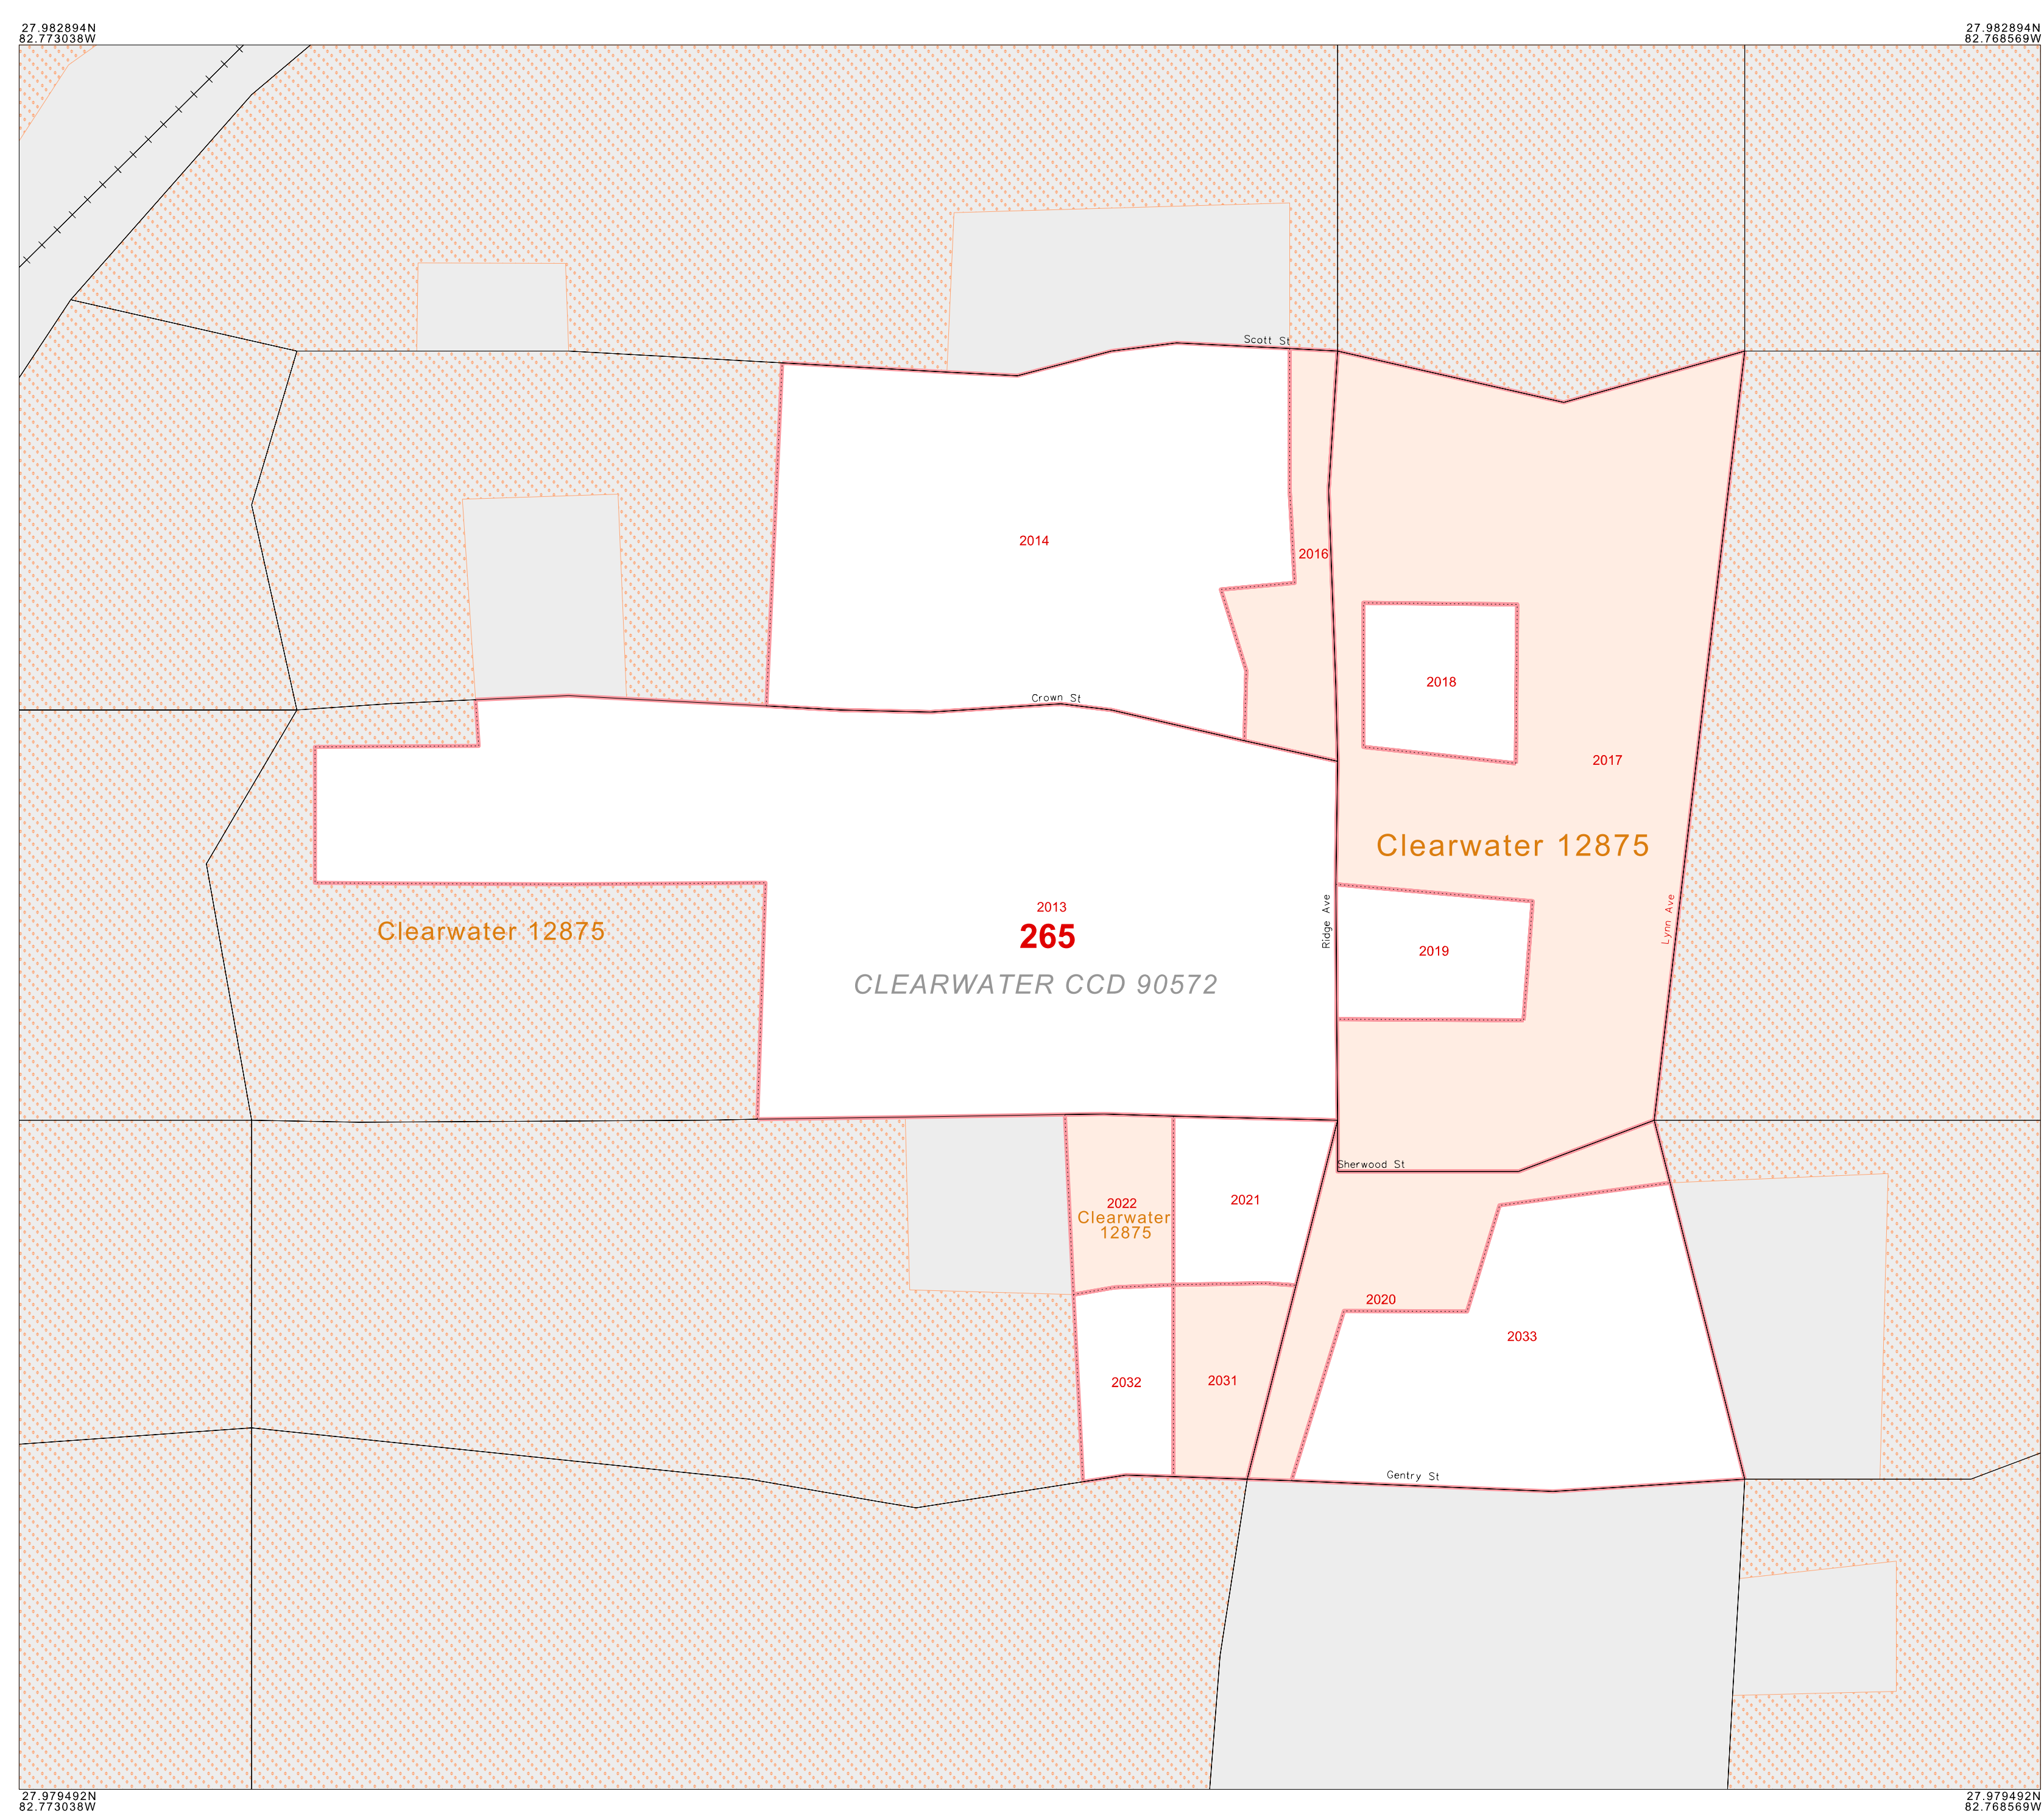 27.982894N
82.773038W
27.982894N
82.768569W
Scott St
2014
2016
2018
Crown St
2017
Clearwater 12875
2013
265
CLEARWATER CCD 90572
Clearwater 12875
Ridge Ave
Lynn Ave
2019
Sherwood St
2022
Clearwater
12875
2021
2020
2033
2032
2031
Gentry St
27.979492N
82.773038W
27.979492N
82.768569W